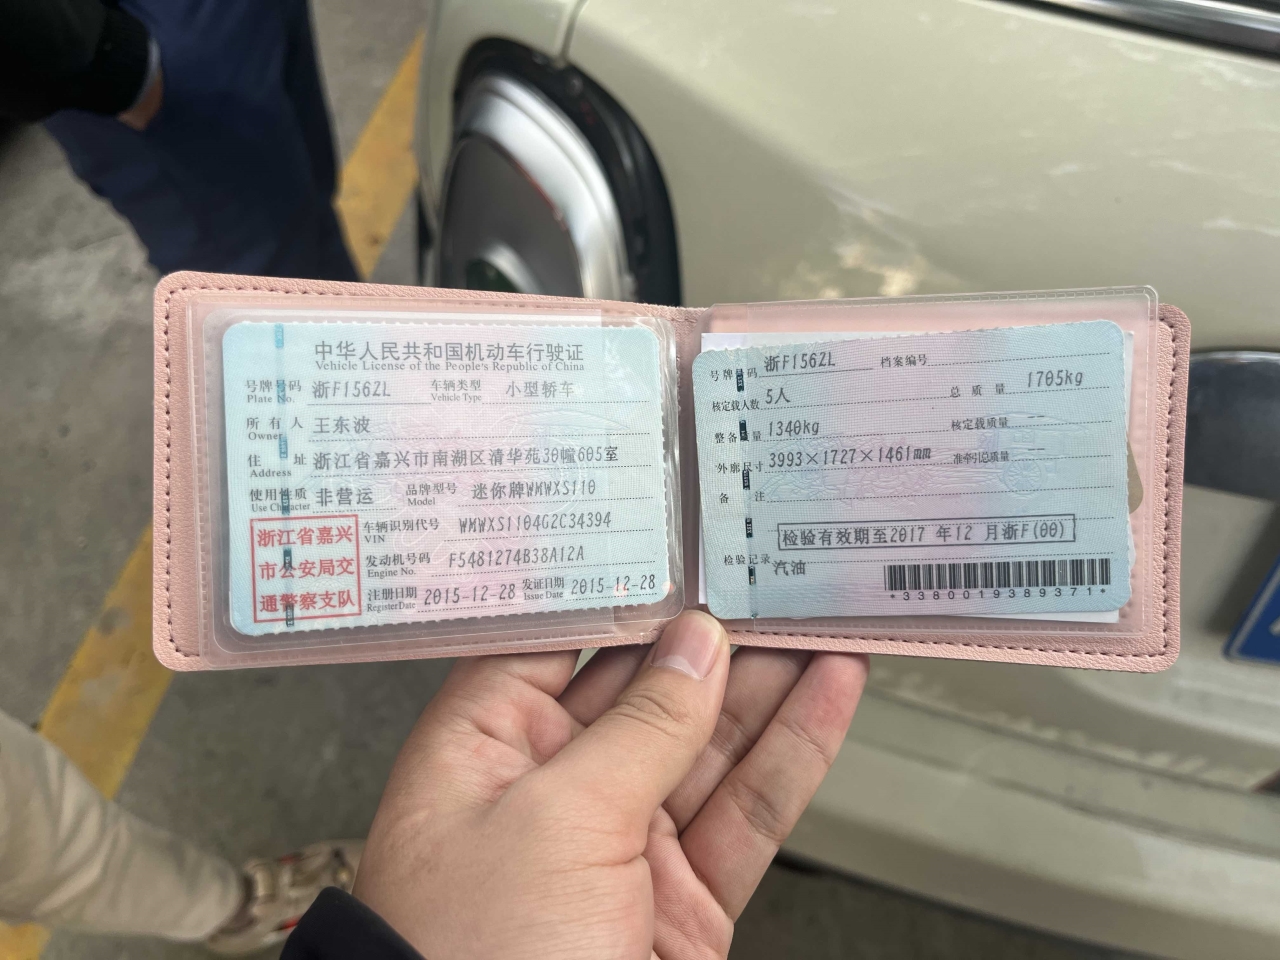 中华人民共和国机动车行驶证
Vehicle License of the People's Republic of China
号牌号码 浙F156ZL 车辆类型 小型轿车
Plate No. Vehicle Type
所有人 王东波
Owner
住址 浙江省嘉兴市南湖区清华苑30幢605室
Address
使用性质 非营运 品牌型号 迷你牌WMWXS110
Use Character Model
浙江省嘉兴
市公安局交
通警察支队
车辆识别代号 WMWXS1104G2C34394
VIN
发动机号码 F5481274B38A12A
Engine No.
注册日期 2015-12-28 发证日期 2015-12-28
Register Date Issue Date
号牌号码 浙F156ZL 档案编号
核定载人数 5人 总质量 1705kg
整备质量 1340kg 核定载质量 --
外廓尺寸 3993×1727×1461mm 准牵引总质量 --
备注
检验有效期至2017 年12 月浙F(00)
检验记录 汽油
*3380019389371*